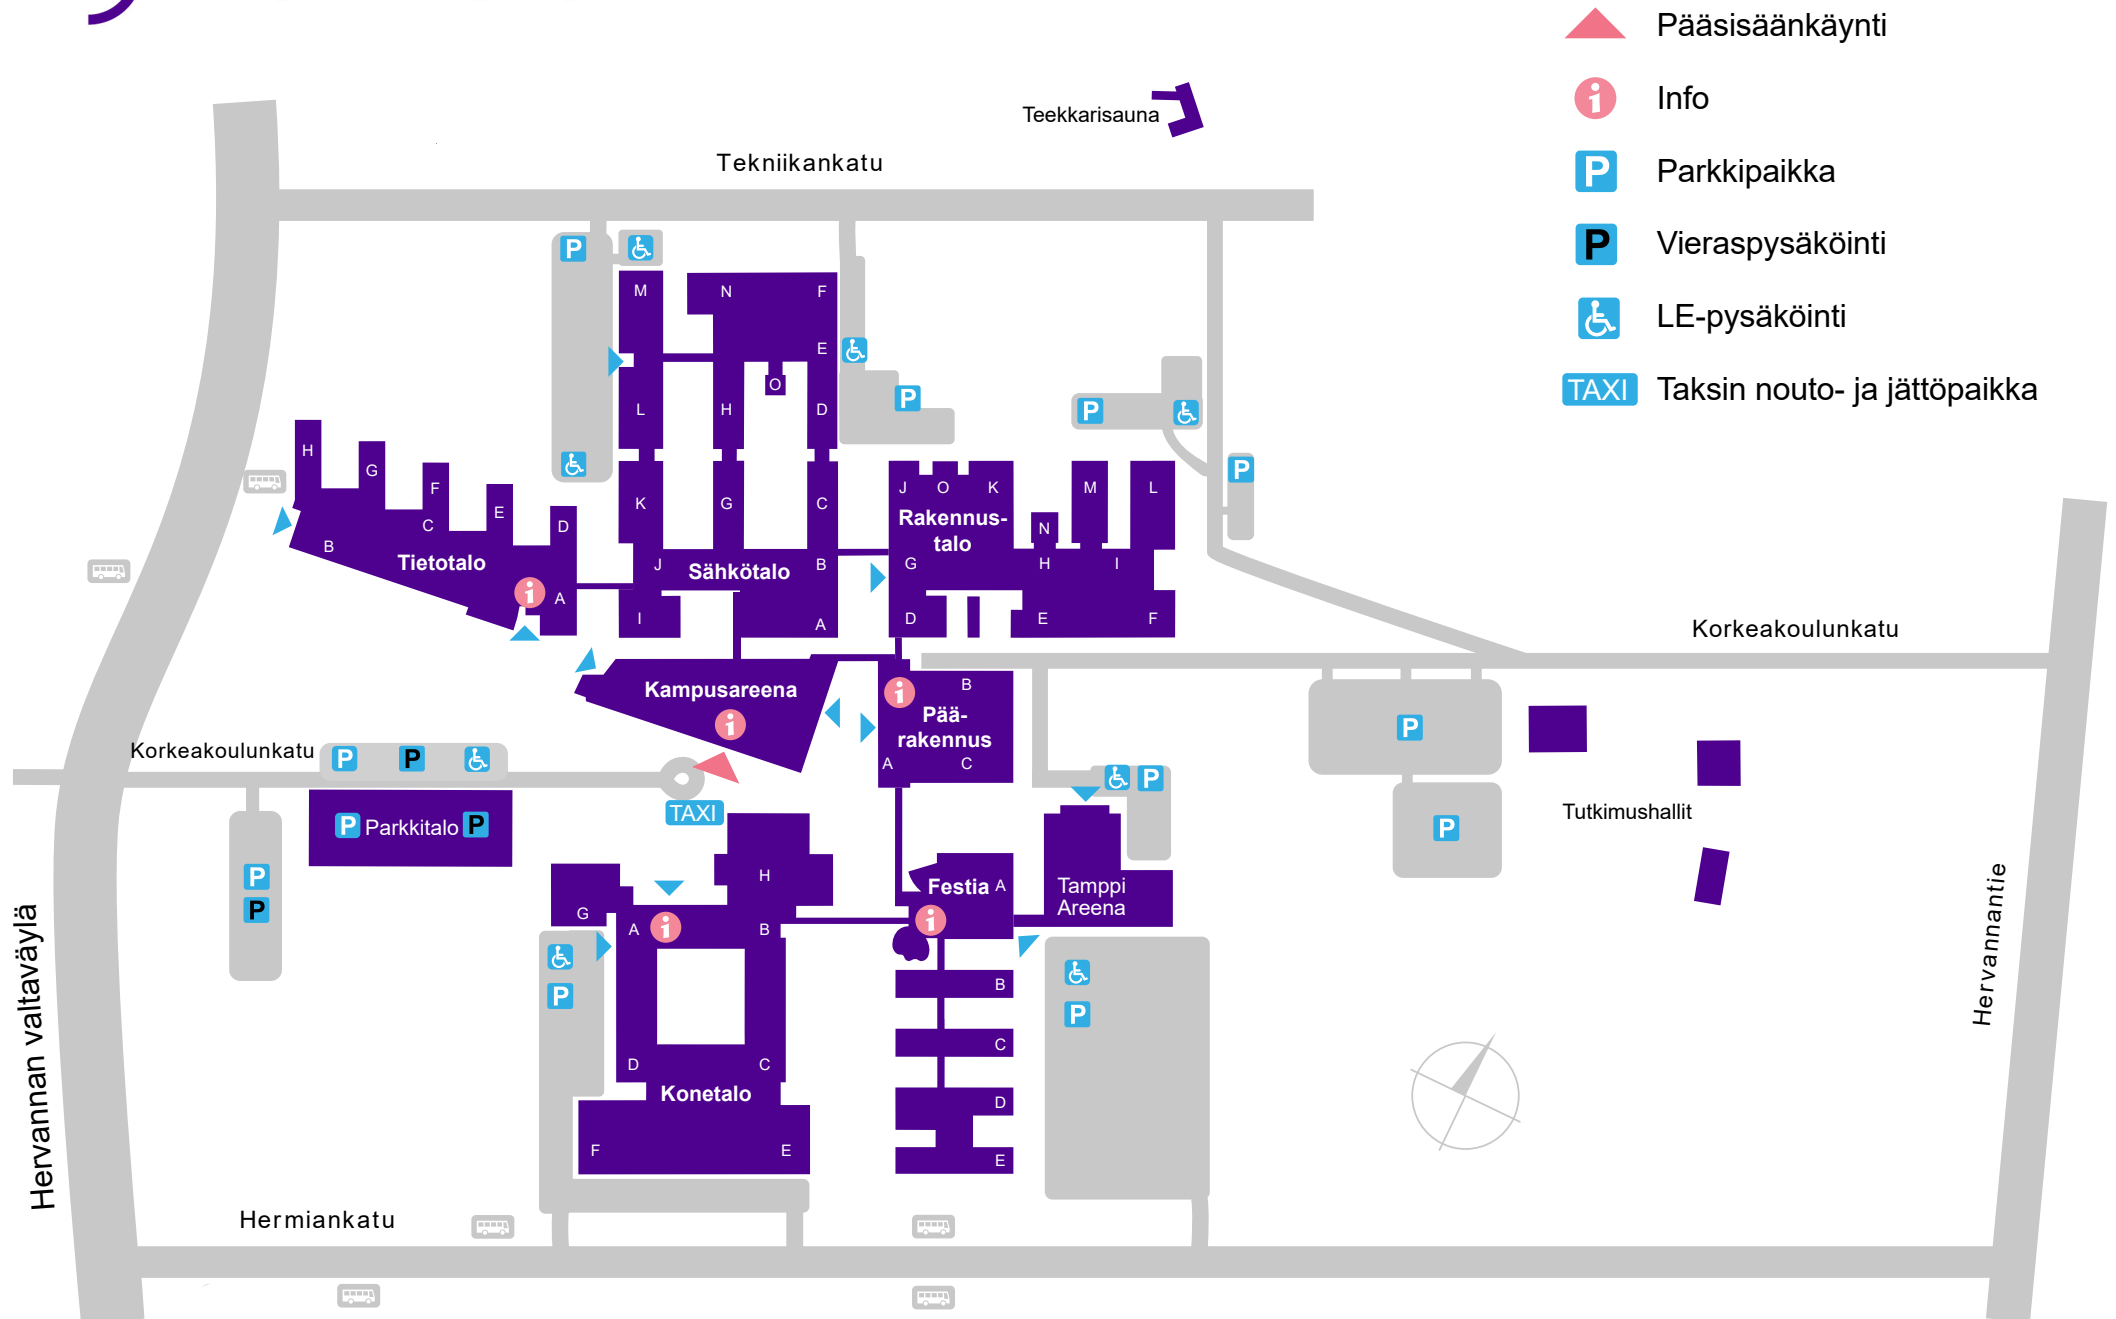 Pääsisäänkäynti
Info
P Parkkipaikka
P Vieraspysäköinti
LE-pysäköinti
TAXI Taksin nouto- ja jättöpaikka
Teekkarisauna
Tekniikankatu
P
M N F
E
P
O
L H D
P
P
H
G
F
E
D
C
B
Tietotalo
A
K G C
J Sähkötalo B
I A
J O K M L
Rakennus-
talo
N
G H I
D E F
Korkeakoulunkatu
Kampusareena
B
Pää-
rakennus
A C
P
Korkeakoulunkatu
P P
TAXI
P Parkkitalo P
P
P
P
P
Tutkimushallit
H
G
A B
P
D C
Konetalo
F E
Festia A
Tamppi
Areena
P
B
C
D
E
P
Hervannan valtaväylä
Hervannantie
Hermiankatu